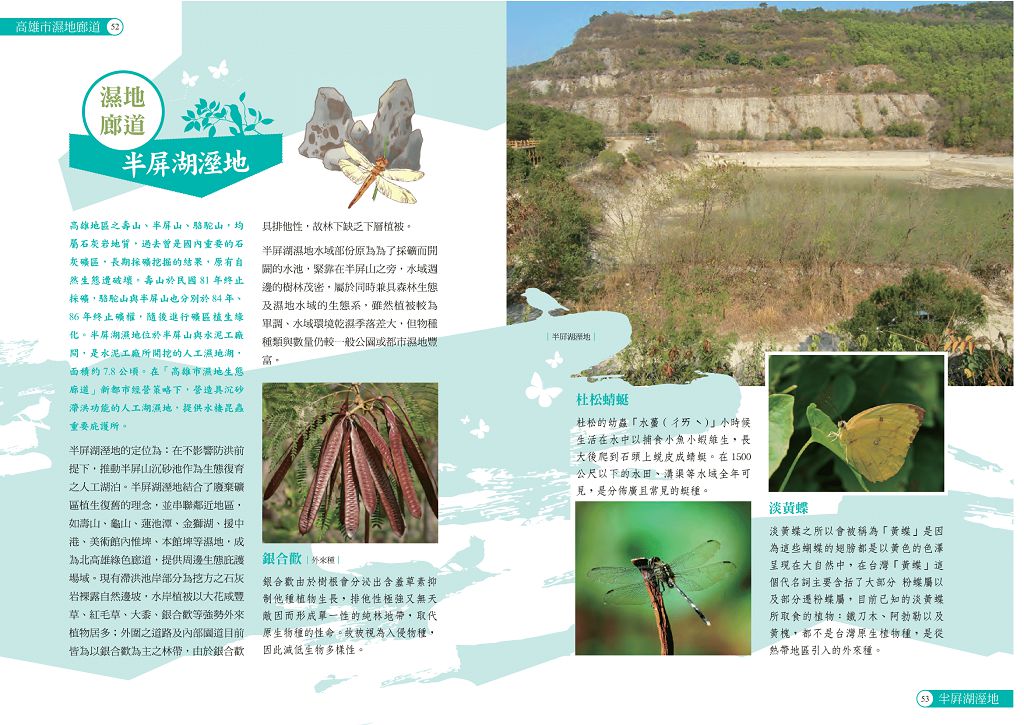 高雄市濕地廊道 52
濕地
廊道
半屏湖溼地
高雄地區之壽山、半屏山、駱駝山，均
屬石灰岩地質，過去曾是國內重要的石
灰礦區，長期採礦挖掘的結果，原有自
然生態遭破壞。壽山於民國 81 年終止
採礦，駱駝山與半屏山也分別於 84 年、
86 年終止礦權，隨後進行礦區植生綠
化。半屏湖濕地位於半屏山與水泥工廠
間，是水泥工廠所開挖的人工濕地湖，
面積約 7.8 公頃。在「高雄市濕地生態
廊道」新都市經營策略下，營造具沉砂
滯洪功能的人工湖濕地，提供水棲昆蟲
重要庇護所。
半屏湖溼地的定位為：在不影響防洪前
提下，推動半屏山沉砂池作為生態復育
之人工湖泊。半屏湖溼地結合了廢棄礦
區植生復舊的理念，並串聯鄰近地區，
如壽山、龜山、蓮池潭、金獅湖、援中
港、美術館內惟埤、本館埤等濕地，成
為北高雄綠色廊道，提供周邊生態庇護
場域。現有滯洪池岸部分為挖方之石灰
岩裸露自然邊坡，水岸植被以大花咸豐
草、紅毛草、大黍、銀合歡等強勢外來
植物居多；外圍之道路及內部園道目前
皆為以銀合歡為主之林帶，由於銀合歡
具排他性，故林下缺乏下層植被。
半屏湖濕地水域部份原為為了採礦而開
闢的水池，緊靠在半屏山之旁，水域週
邊的樹林茂密，屬於同時兼具森林生態
及濕地水域的生態系，雖然植被較為
單調、水域環境乾濕季落差大，但物種
種類與數量仍較一般公園或都市濕地豐
富。
銀合歡｜外來種｜
銀合歡由於樹根會分泌出含羞草素抑
制他種植物生長，排他性極強又無天
敵因而形成單一性的純林地帶，取代
原生物種的性命。故被視為入侵物種，
因此減低生物多樣性。
｜半屏湖溼地｜
杜松蜻蜓
杜松的幼蟲「水蠆（ㄔㄞˋ）」小時候
生活在水中以捕食小魚小蝦維生，長
大後爬到石頭上蛻皮成蜻蜓。在 1500
公尺以下的水田、溝渠等水域全年可
見，是分佈廣且常見的蜓種。
淡黃蝶
淡黃蝶之所以會被稱為「黃蝶」是因
為這些蝴蝶的翅膀都是以黃色的色澤
呈現在大自然中，在台灣「黃蝶」這
個代名詞主要含括了大部分 粉蝶屬以
及部分遷粉蝶屬，目前已知的淡黃蝶
所取食的植物：鐵刀木、阿勃勒以及
黃槐，都不是台灣原生植物種，是從
熱帶地區引入的外來種。
53 半屏湖溼地